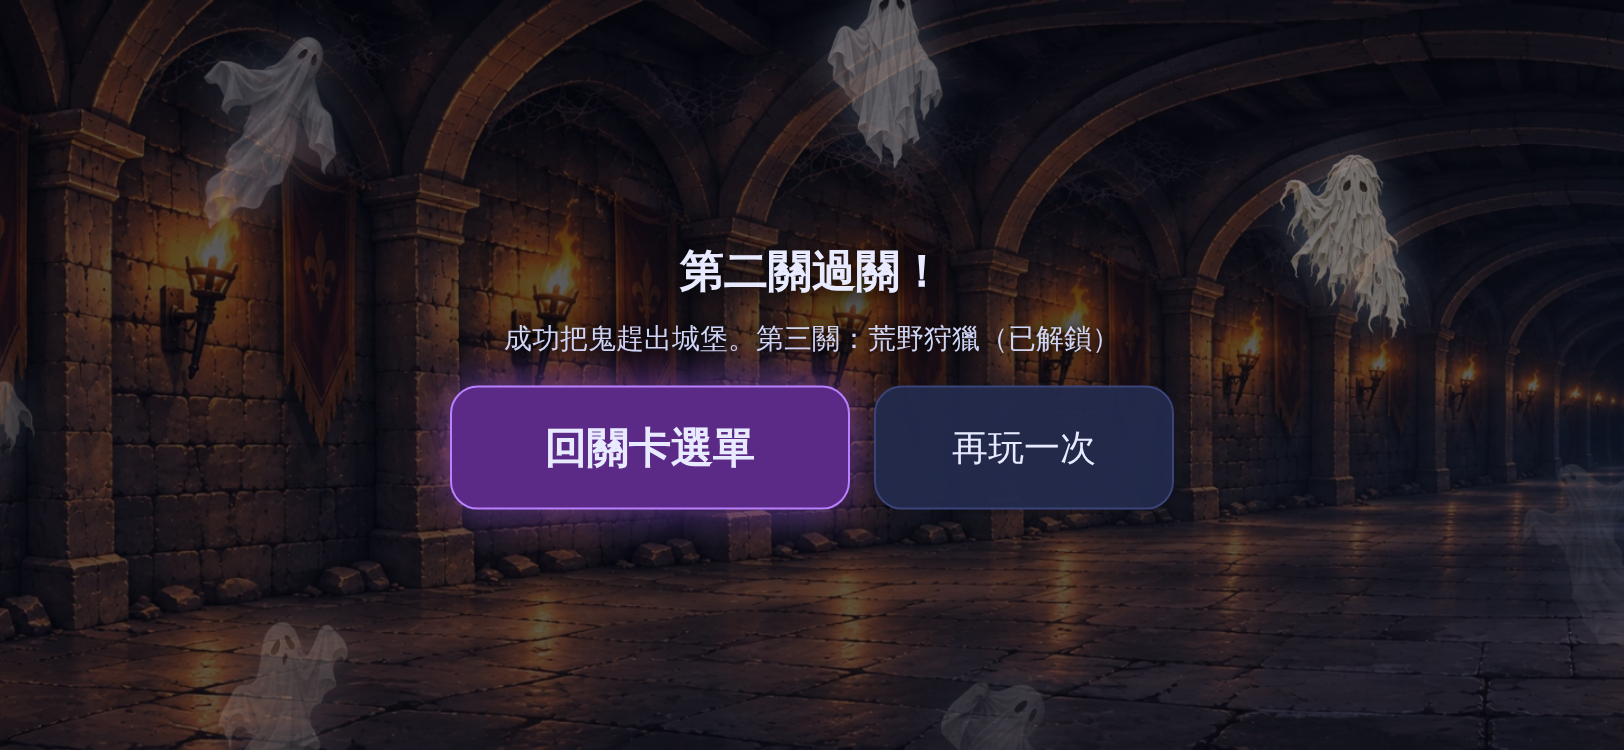 第二關過關！
成功把鬼趕出城堡。第三關：荒野狩獵（已解鎖）
回關卡選單
再玩一次